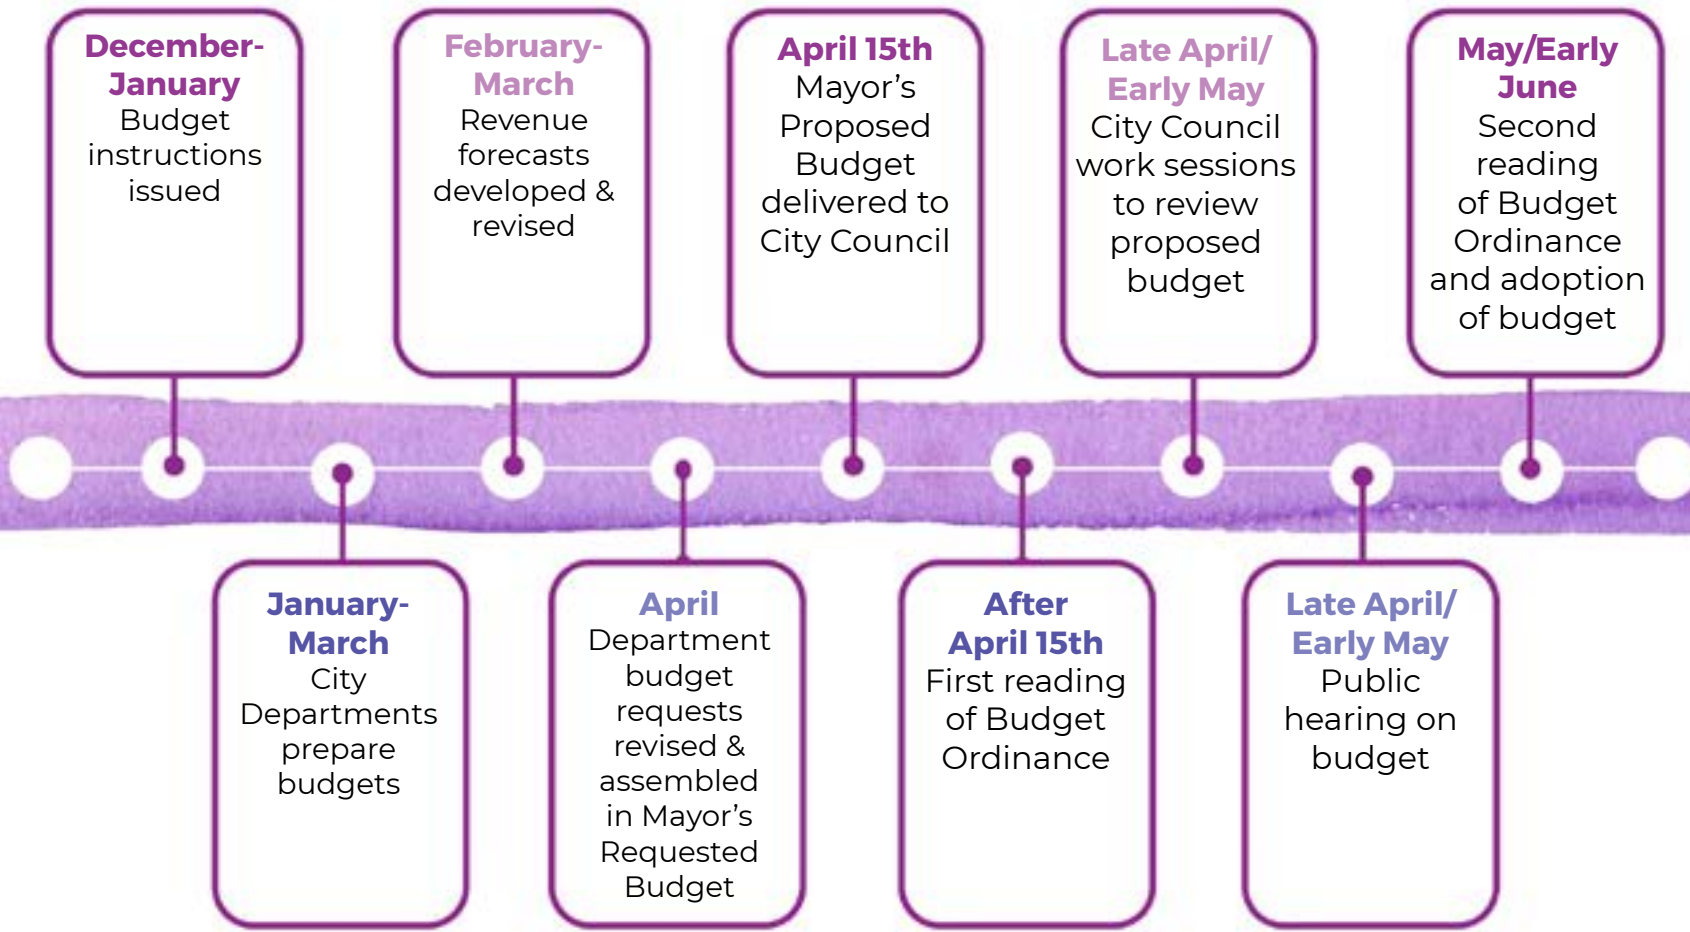 December-
January
Budget
instructions
issued
February-
March
Revenue
forecasts
developed &
revised
April 15th
Mayor’s
Proposed
Budget
delivered to
City Council
Late April/
Early May
City Council
work sessions
to review
proposed
budget
May/Early
June
Second
reading
of Budget
Ordinance
and adoption
of budget
January-
March
City
Departments
prepare
budgets
April
Department
budget
requests
revised &
assembled
in Mayor’s
Requested
Budget
After
April 15th
First reading
of Budget
Ordinance
Late April/
Early May
Public
hearing on
budget